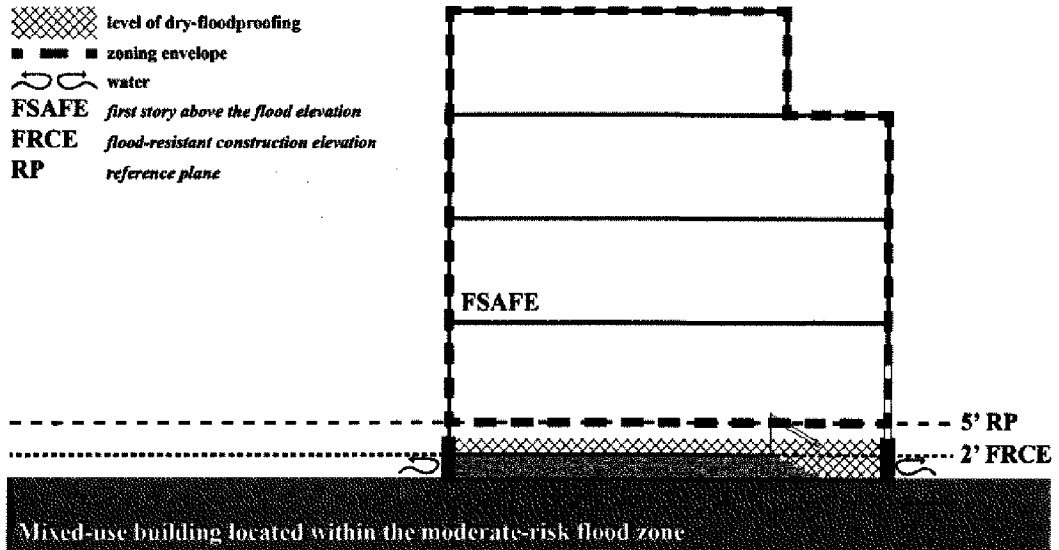 level of dry-floodproofing
zoning envelope
water
FSAFE first story above the flood elevation
FRCE flood-resistant construction elevation
RP reference plane
FSAFE
5' RP
2' FRCE
Mixed-use building located within the moderate-risk flood zone